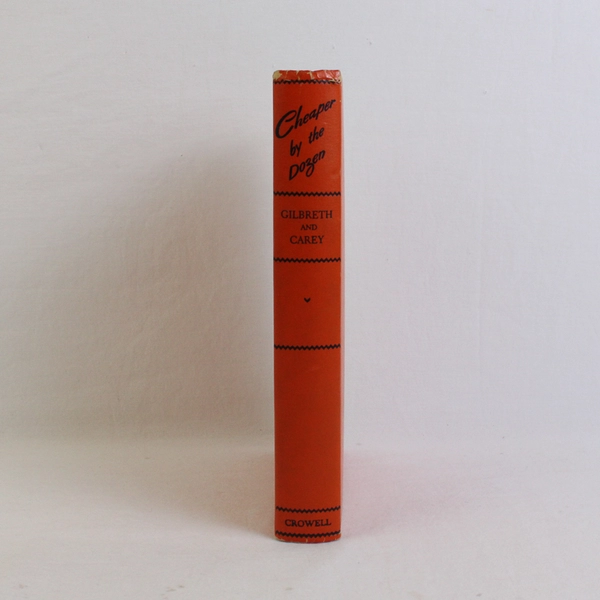 Cheaper
by the
Dozen
GILBRETH
AND
CAREY
CROWELL